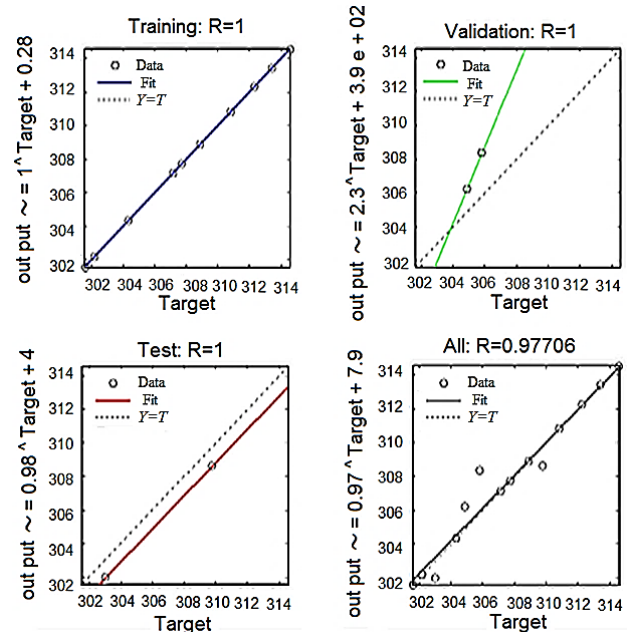 Training: R=1
out put ~ = 1^Target + 0.28
314
312
310
308
306
304
302
Data
Fit
Y=T
302 304 306 308 310 312 314
Target
Validation: R=1
out put ~ = 2.3^Target + 3.9 e + 02
314
312
310
308
306
304
302
Data
Fit
Y=T
302 304 306 308 310 312 314
Target
Test: R=1
out put ~ = 0.98 ^Target + 4
314
312
310
308
306
304
302
Data
Fit
Y=T
302 304 306 308 310 312 314
Target
All: R=0.97706
out put ~ = 0.97 ^Target + 7.9
314
312
310
308
306
304
302
Data
Fit
Y=T
302 304 306 308 310 312 314
Target